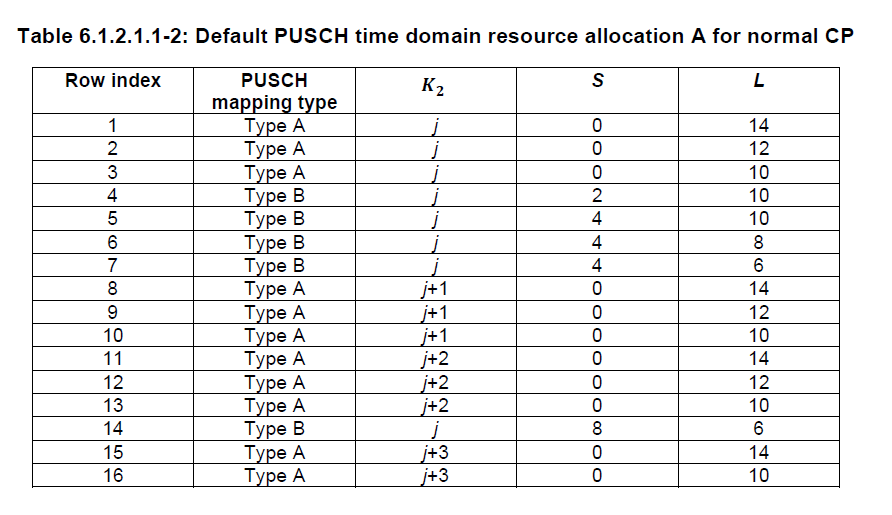 Table 6.1.2.1.1-2: Default PUSCH time domain resource allocation A for normal CP
Row index PUSCH mapping type K₂ S L
1 Type A j 0 14
2 Type A j 0 12
3 Type A j 0 10
4 Type B j 2 10
5 Type B j 4 10
6 Type B j 4 8
7 Type B j 4 6
8 Type A j+1 0 14
9 Type A j+1 0 12
10 Type A j+1 0 10
11 Type A j+2 0 14
12 Type A j+2 0 12
13 Type A j+2 0 10
14 Type B j 8 6
15 Type A j+3 0 14
16 Type A j+3 0 10